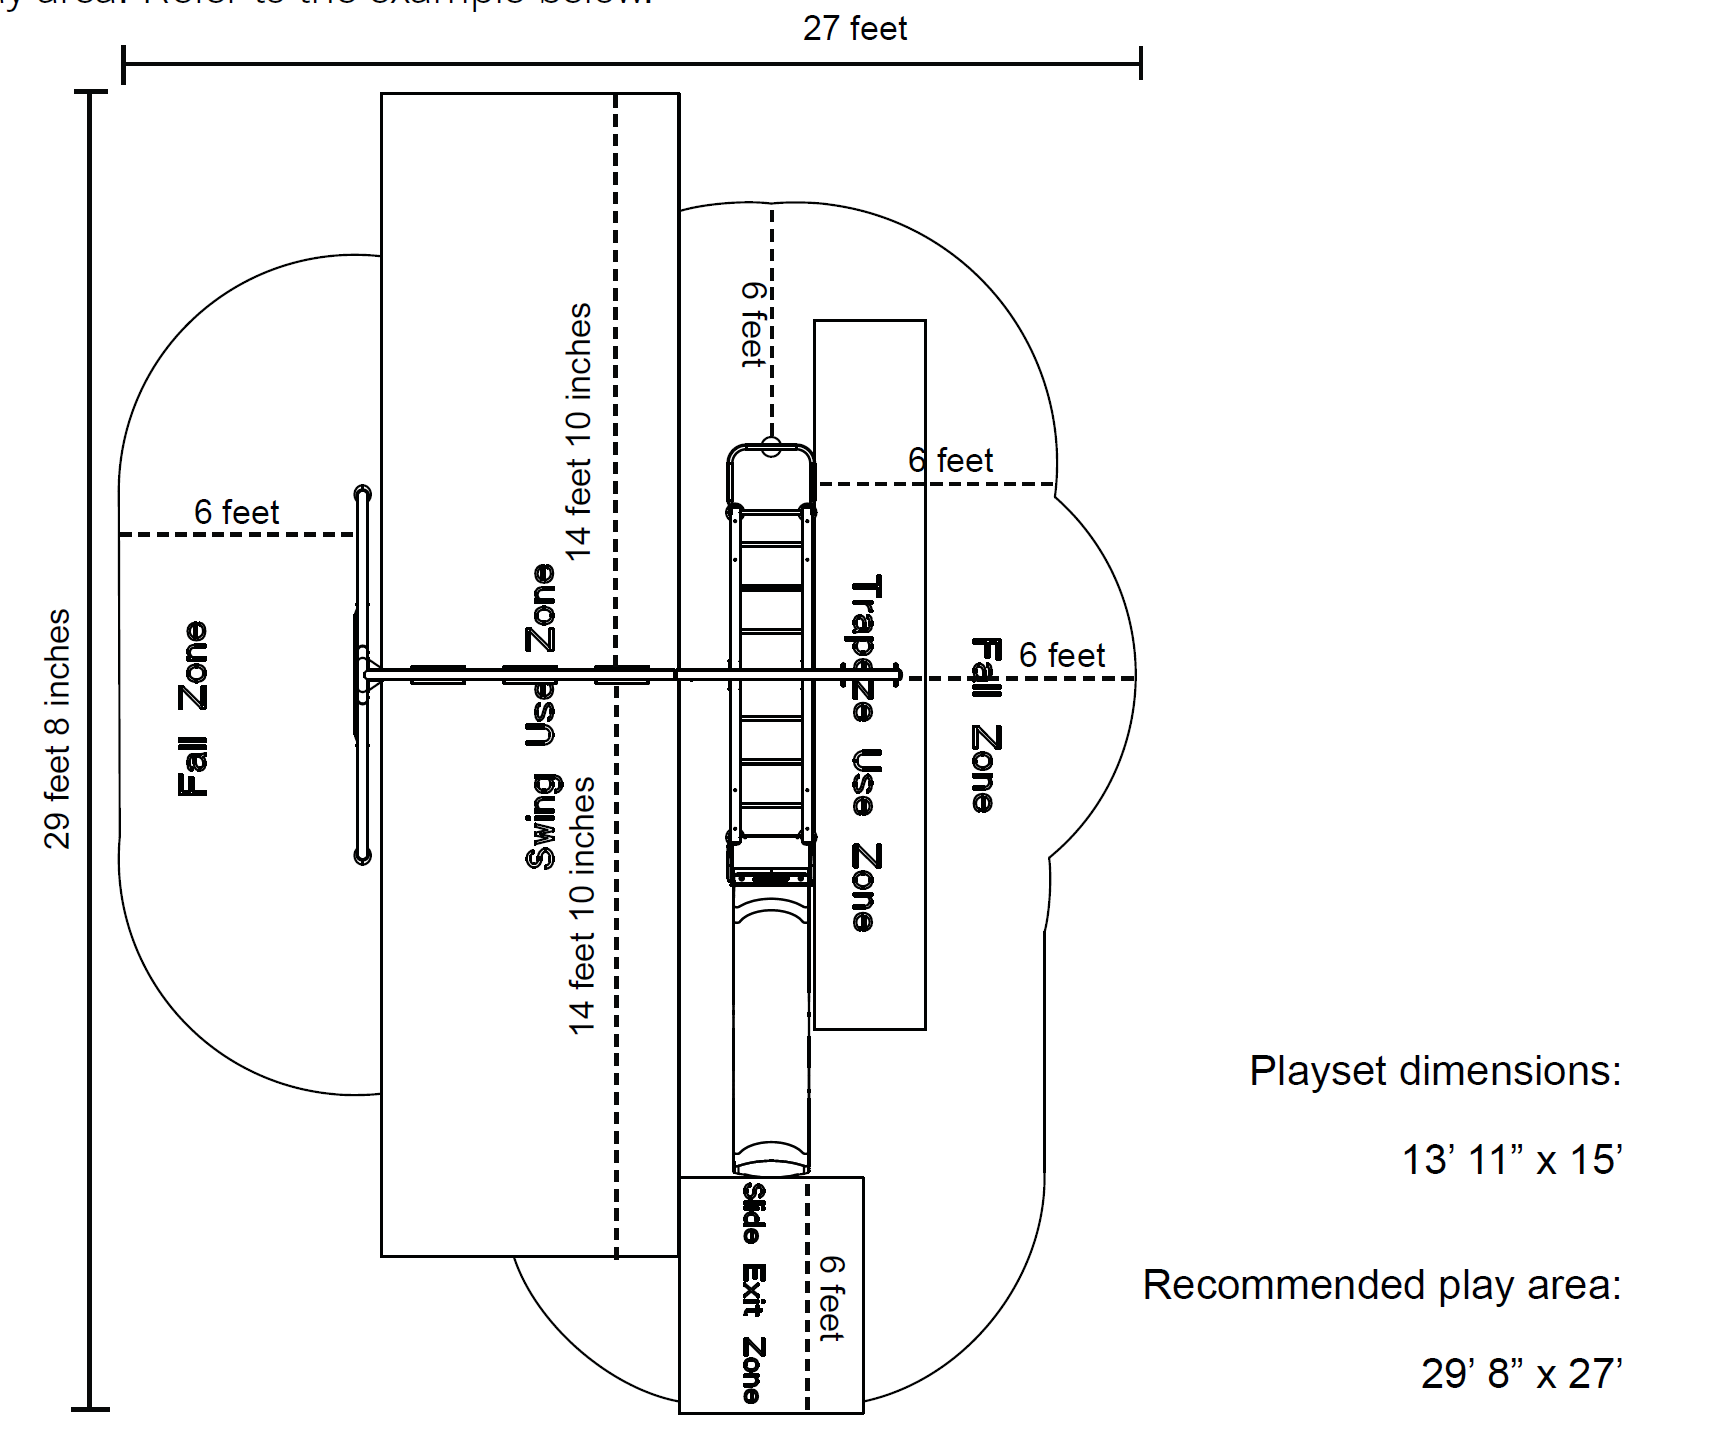 y area. Refer to the example below.
27 feet
29 feet 8 inches
6 feet
Fall Zone
14 feet 10 inches
Swing Use Zone
14 feet 10 inches
6 feet
6 feet
Trapeze Use Zone
6 feet
Fall Zone
Slide Exit Zone
6 feet
Playset dimensions:
13’ 11” x 15’
Recommended play area:
29’ 8” x 27’